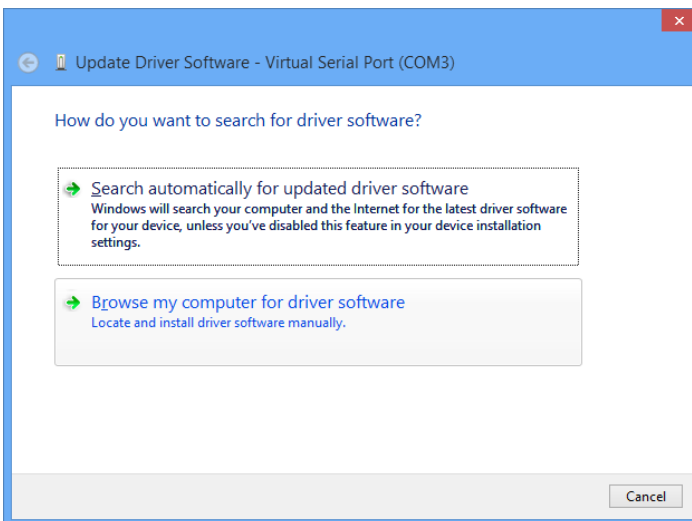 Update Driver Software - Virtual Serial Port (COM3)
How do you want to search for driver software?
Search automatically for updated driver software
Windows will search your computer and the Internet for the latest driver software
for your device, unless you've disabled this feature in your device installation
settings.
Browse my computer for driver software
Locate and install driver software manually.
Cancel